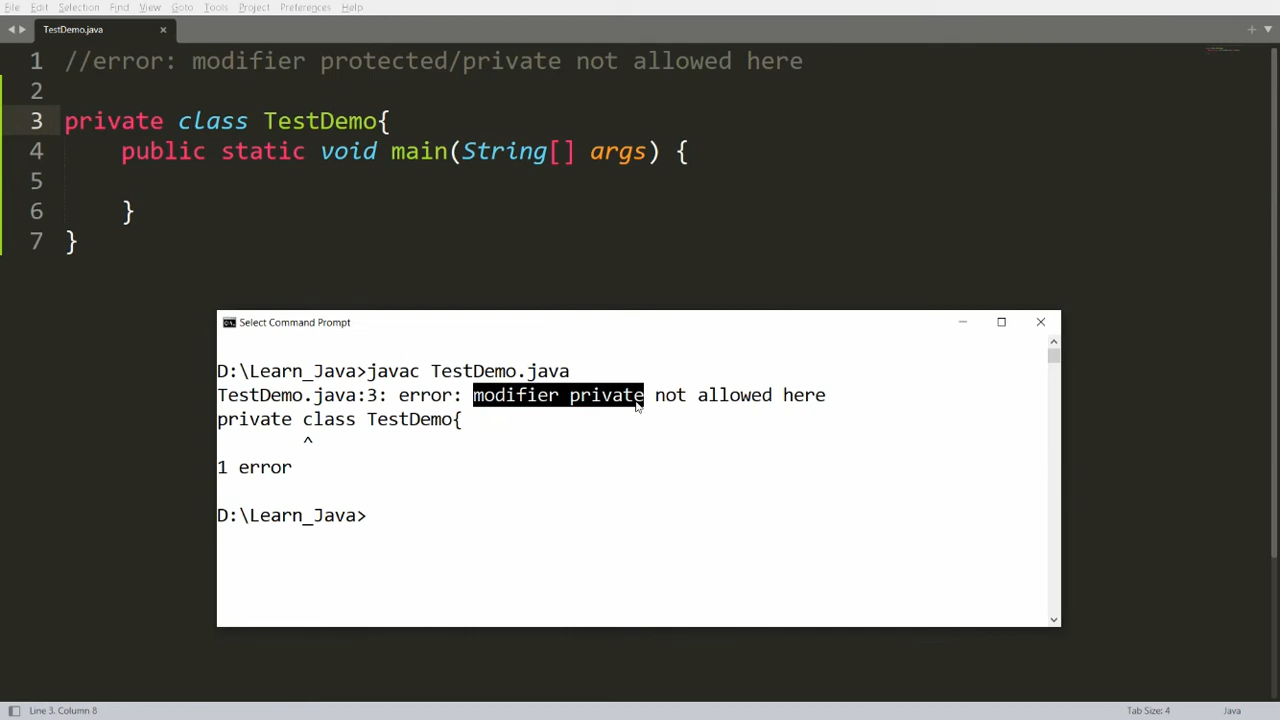 File Edit Selection Find View Goto Tools Project Preferences Help
TestDemo.java
1 //error: modifier protected/private not allowed here
2
3 private class TestDemo{
4 public static void main(String[] args) {
5
6 }
7 }
Select Command Prompt
D:\Learn_Java>javac TestDemo.java
TestDemo.java:3: error: modifier private not allowed here
private class TestDemo{
^
1 error
D:\Learn_Java>
Line 3, Column 8 Tab Size: 4 Java